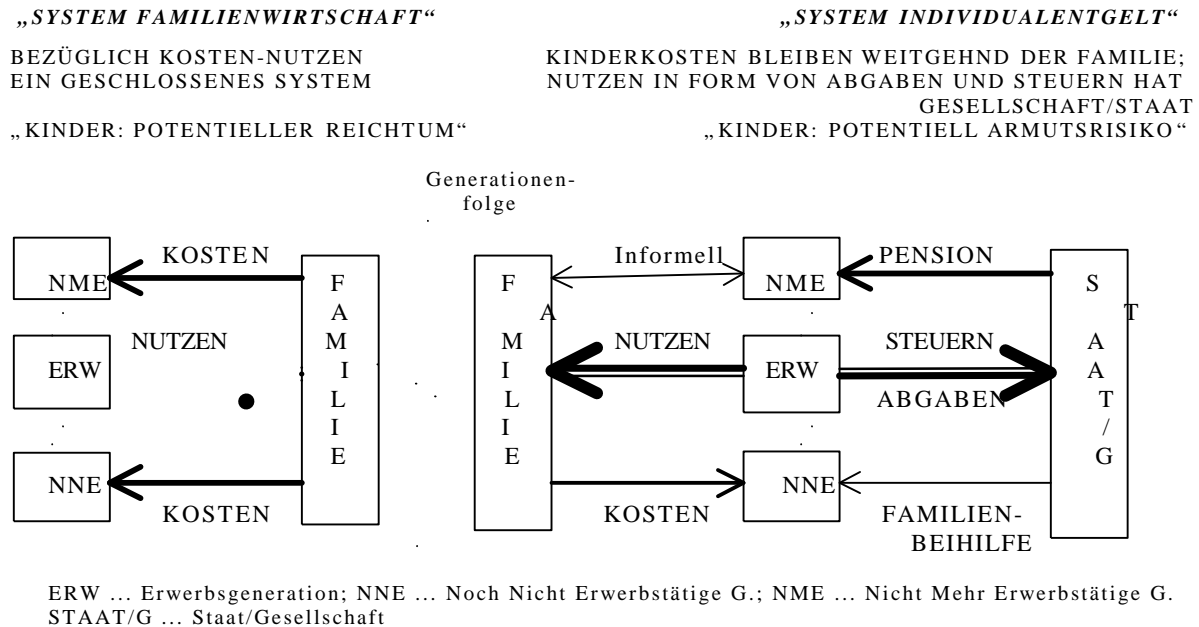 „SYSTEM FAMILIENWIRTSCHAFT“
„SYSTEM INDIVIDUALENTGELT“
BEZÜGLICH KOSTEN-NUTZEN
EIN GESCHLOSSENES SYSTEM
KINDERKOSTEN BLEIBEN WEITGEHND DER FAMILIE;
NUTZEN IN FORM VON ABGABEN UND STEUERN HAT
GESELLSCHAFT/STAAT
„KINDER: POTENTIELLER REICHTUM“
„KINDER: POTENTIELL ARMUTSRISIKO“
Generationen-
folge
NME
KOSTEN
ERW
NUTZEN
NNE
KOSTEN
FAMILIE
FAMILIE
Informell
NME
PENSION
NUTZEN
ERW
STEUERN
ABGABEN
KOSTEN
NNE
FAMILIEN-
BEIHILFE
STAAAT/G
ERW ... Erwerbsgeneration; NNE ... Noch Nicht Erwerbstätige G.; NME ... Nicht Mehr Erwerbstätige G.
STAAT/G ... Staat/Gesellschaft